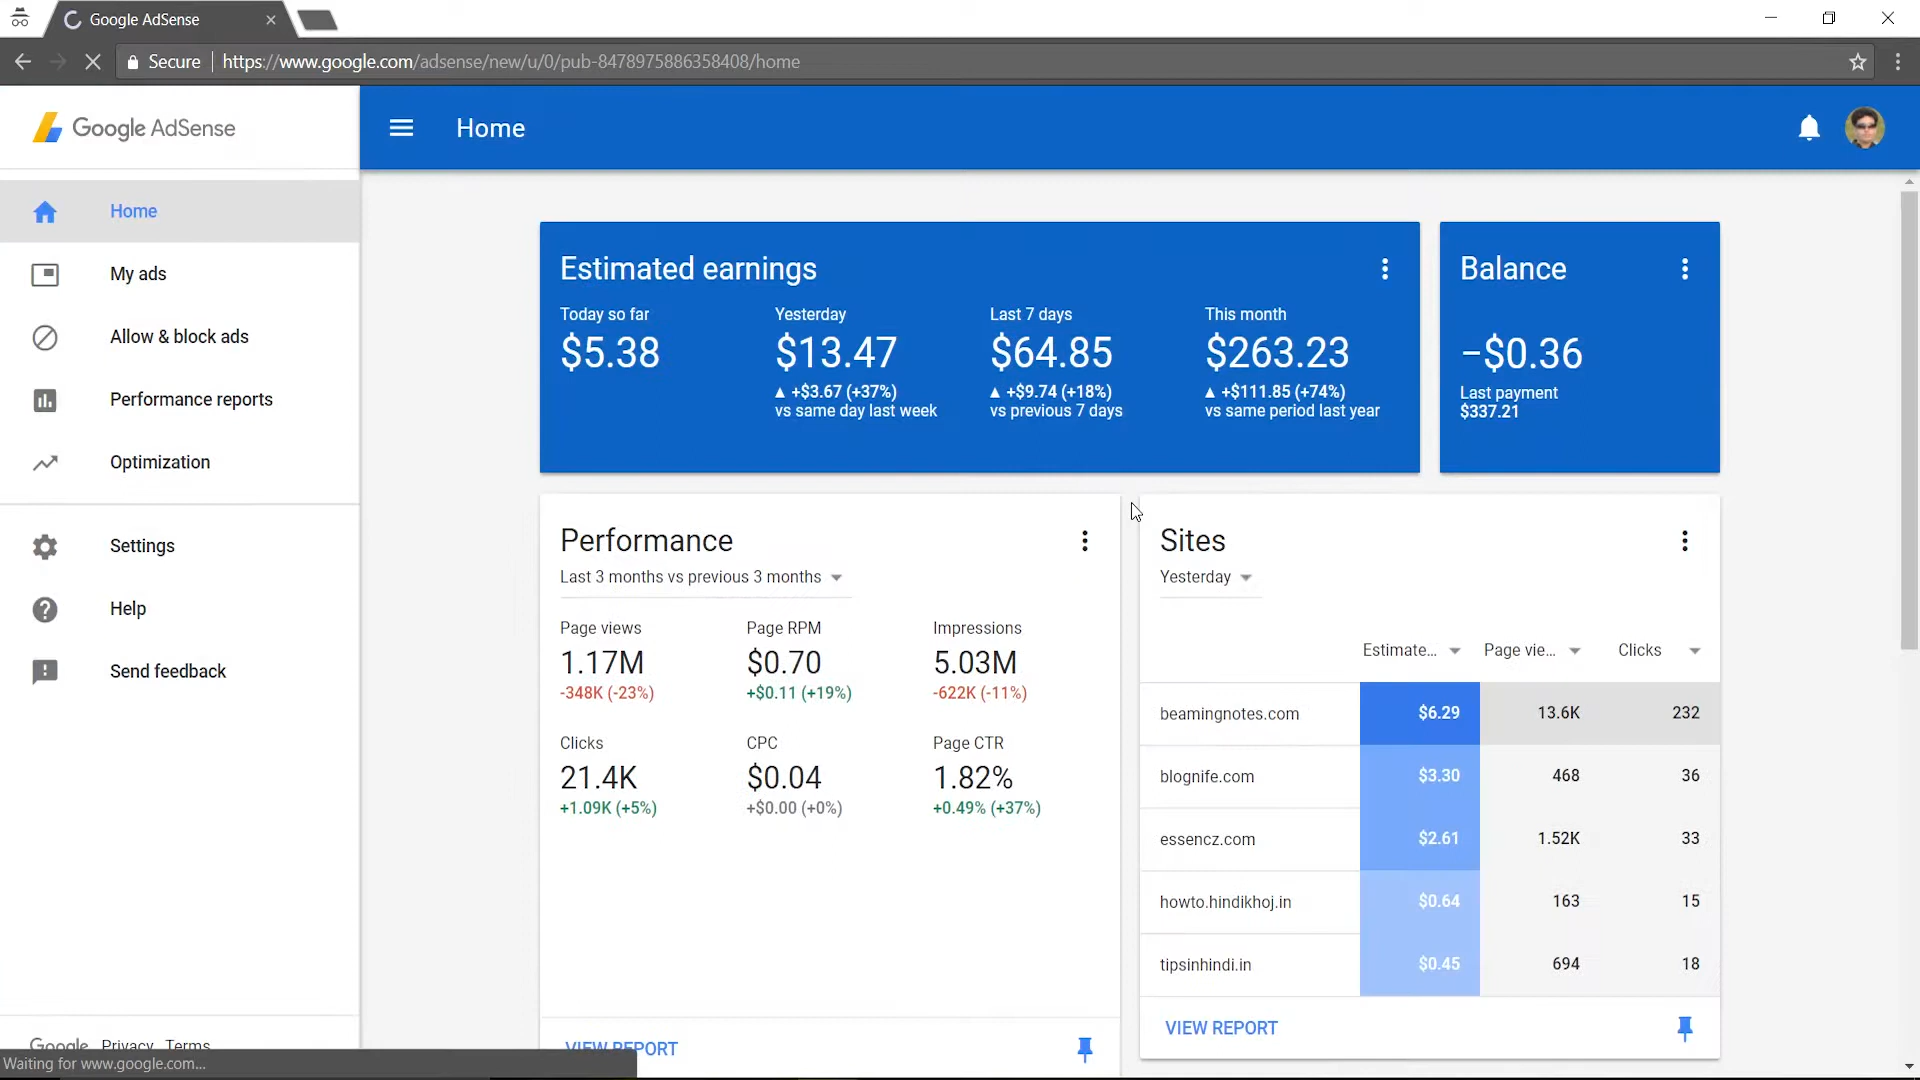 Google AdSense
Secure
https://www.google.com/adsense/new/u/0/pub-8478975886358408/home
Google AdSense
Home
Home
My ads
Allow & block ads
Performance reports
Optimization
Settings
Help
Send feedback
Google Privacy Terms
Waiting for www.google.com...
Estimated earnings
Today so far
$5.38
Yesterday
$13.47
▲ +$3.67 (+37%)
vs same day last week
Last 7 days
$64.85
▲ +$9.74 (+18%)
vs previous 7 days
This month
$263.23
▲ +$111.85 (+74%)
vs same period last year
Balance
−$0.36
Last payment
$337.21
Performance
Last 3 months vs previous 3 months
Page views
1.17M
-348K (-23%)
Page RPM
$0.70
+$0.11 (+19%)
Impressions
5.03M
-622K (-11%)
Clicks
21.4K
+1.09K (+5%)
CPC
$0.04
+$0.00 (+0%)
Page CTR
1.82%
+0.49% (+37%)
VIEW REPORT
Sites
Yesterday
Estimate... Page vie... Clicks
beamingnotes.com $6.29 13.6K 232
blognife.com $3.30 468 36
essencz.com $2.61 1.52K 33
howto.hindikhoj.in $0.64 163 15
tipsinhindi.in $0.45 694 18
VIEW REPORT